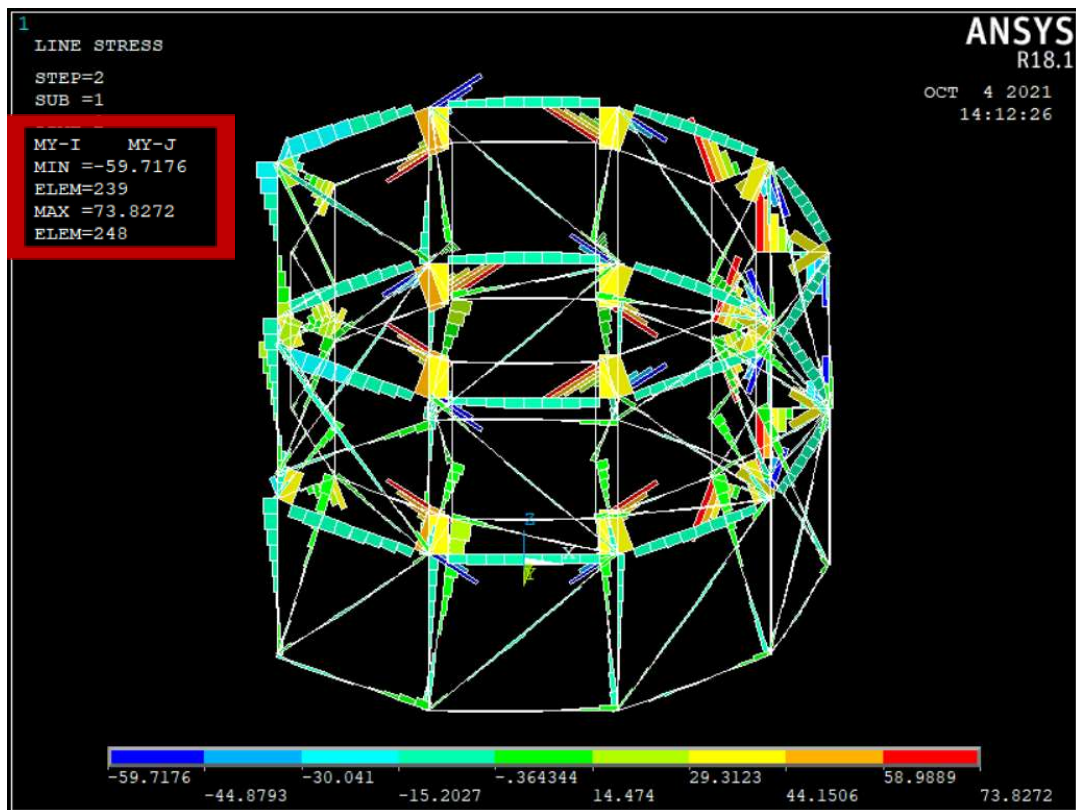 1
LINE STRESS
STEP=2
SUB =1
MY-I MY-J
MIN =-59.7176
ELEM=239
MAX =73.8272
ELEM=248
ANSYS
R18.1
OCT 4 2021
14:12:26
Z
X
-59.7176 -30.041 -.364344 29.3123 58.9889
-44.8793 -15.2027 14.474 44.1506 73.8272